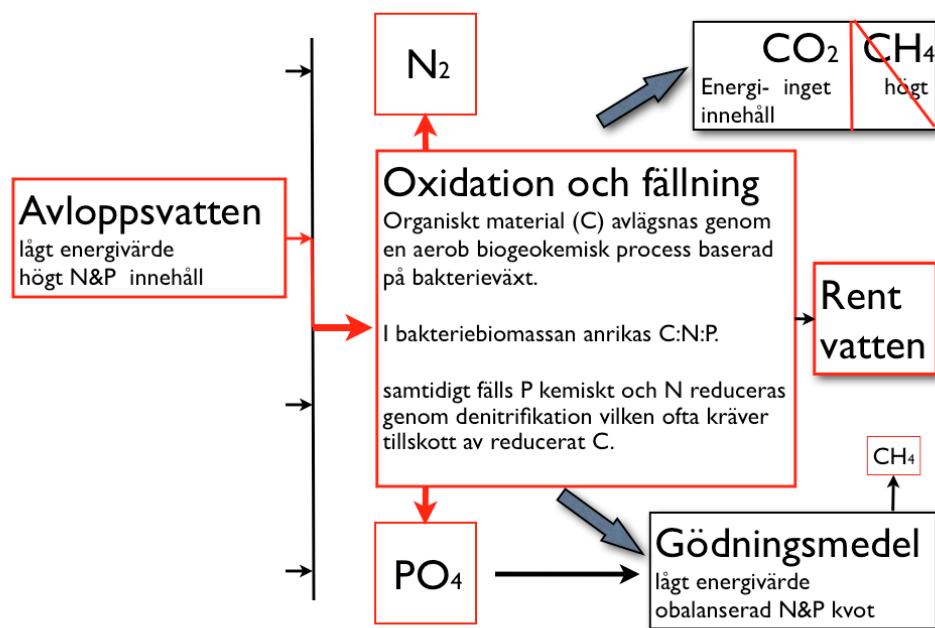 N2
CO2 CH4
Energi- inget högt
innehåll
Avloppsvatten
lågt energivärde
högt N&P innehåll
Oxidation och fällning
Organiskt material (C) avlägsnas genom
en aerob biogeokemisk process baserad
på bakterieväxt.
I bakteriebiomassan anrikas C:N:P.
samtidigt fälls P kemiskt och N reduceras
genom denitrifikation vilken ofta kräver
tillskott av reducerat C.
Rent
vatten
CH4
PO4
Gödningsmedel
lågt energivärde
obalanserad N&P kvot